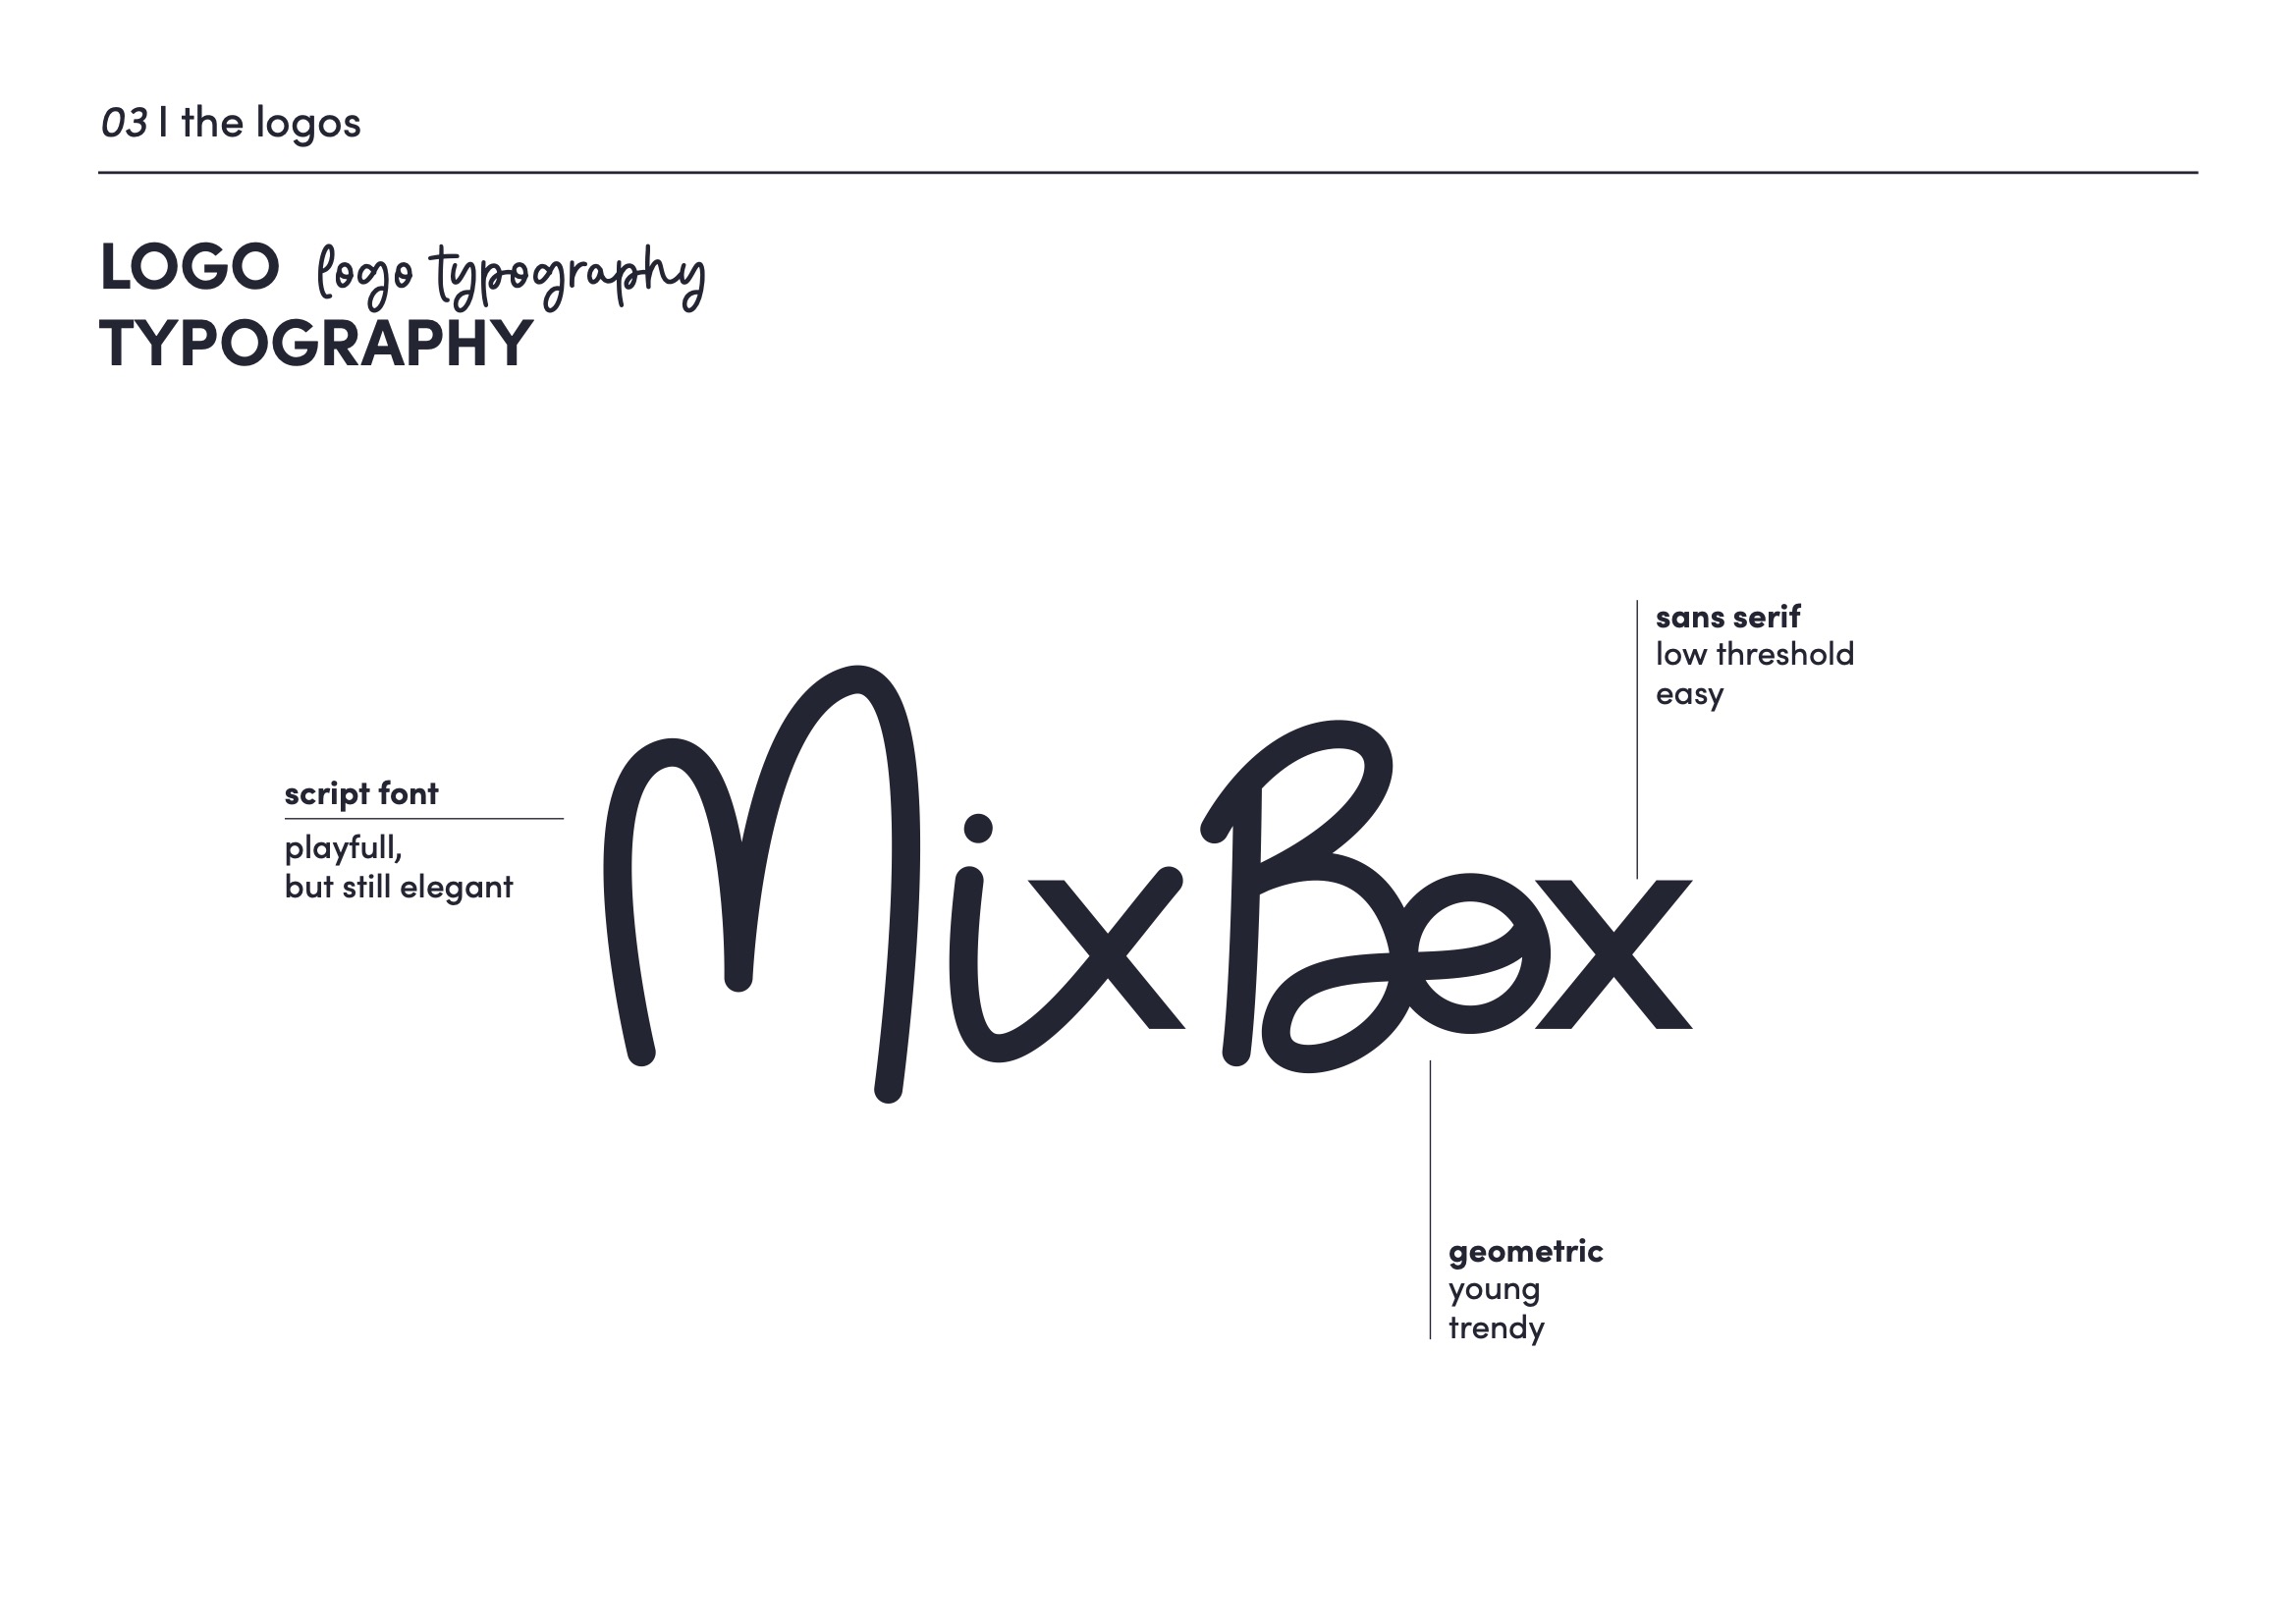 03 | the logos
LOGO logo typography
TYPOGRAPHY
sans serif
low threshold
easy
script font
playfull,
but still elegant
MixBox
geometric
young
trendy